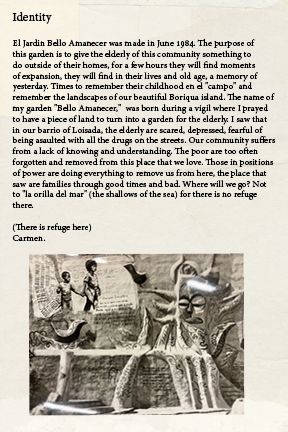 Identity
El Jardin Bello Amanecer was made in June 1984. The purpose of
this garden is to give the elderly of this community something to
do outside of their homes, for a few hours they will find moments
of expansion, they will find in their lives and old age, a memory of
yesterday. Times to remember their childhood en el "campo" and
remember the landscapes of our beautiful Boriqua island. The name of
my garden "Bello Amanecer," was born during a vigil where I prayed
to have a piece of land to turn into a garden for the elderly. I saw that
in our barrio of Loisada, the elderly are scared, depressed, fearful of
being asaulted with all the drugs on the streets. Our community suffers
from a lack of knowing and understanding. The poor are too often
forgotten and removed from this place that we love. Those in positions
of power are doing everything to remove us from here, the place that
saw are families through good times and bad. Where will we go? Not
to "la orilla del mar" (the shallows of the sea) for there is no refuge
there.
(There is refuge here)
Carmen.